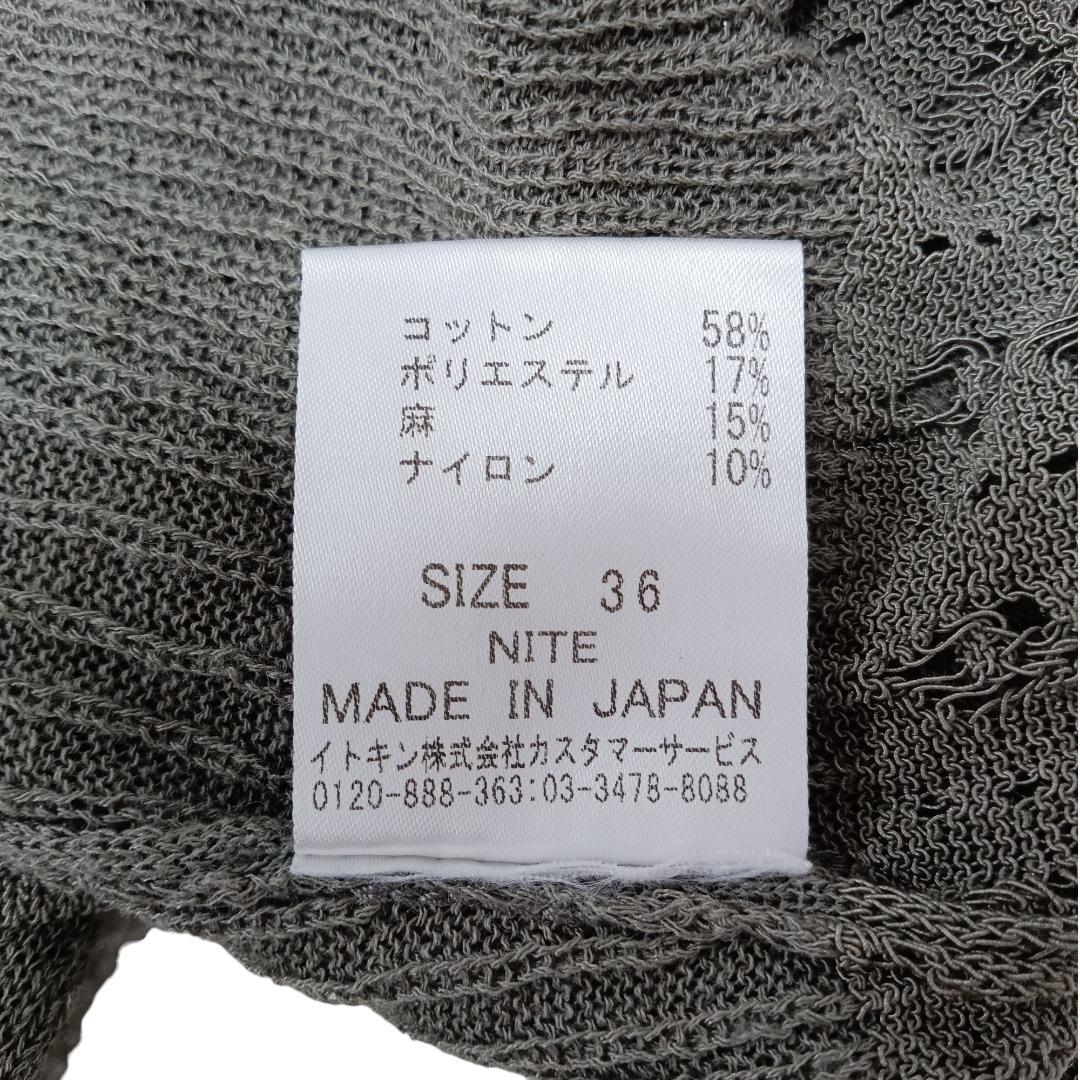 コットン 58%
ポリエステル 17%
麻 15%
ナイロン 10%
SIZE 36
NITE
MADE IN JAPAN
イトキン株式会社カスタマーサービス
0120-888-363:03-3478-8088